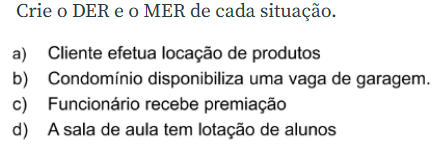 Crie o DER e o MER de cada situação.
a) Cliente efetua locação de produtos
b) Condomínio disponibiliza uma vaga de garagem.
c) Funcionário recebe premiação
d) A sala de aula tem lotação de alunos